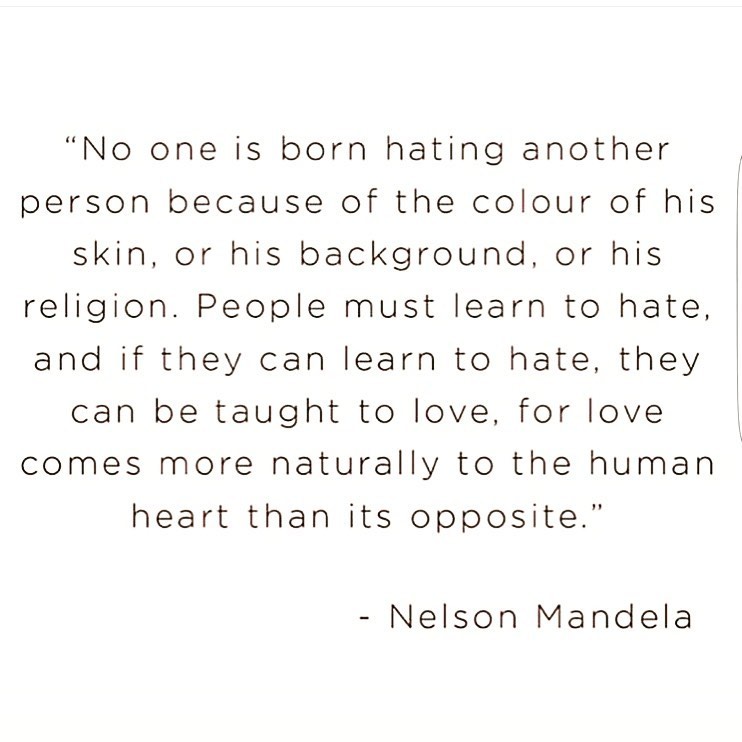 “No one is born hating another
person because of the colour of his
skin, or his background, or his
religion. People must learn to hate,
and if they can learn to hate, they
can be taught to love, for love
comes more naturally to the human
heart than its opposite.”
- Nelson Mandela